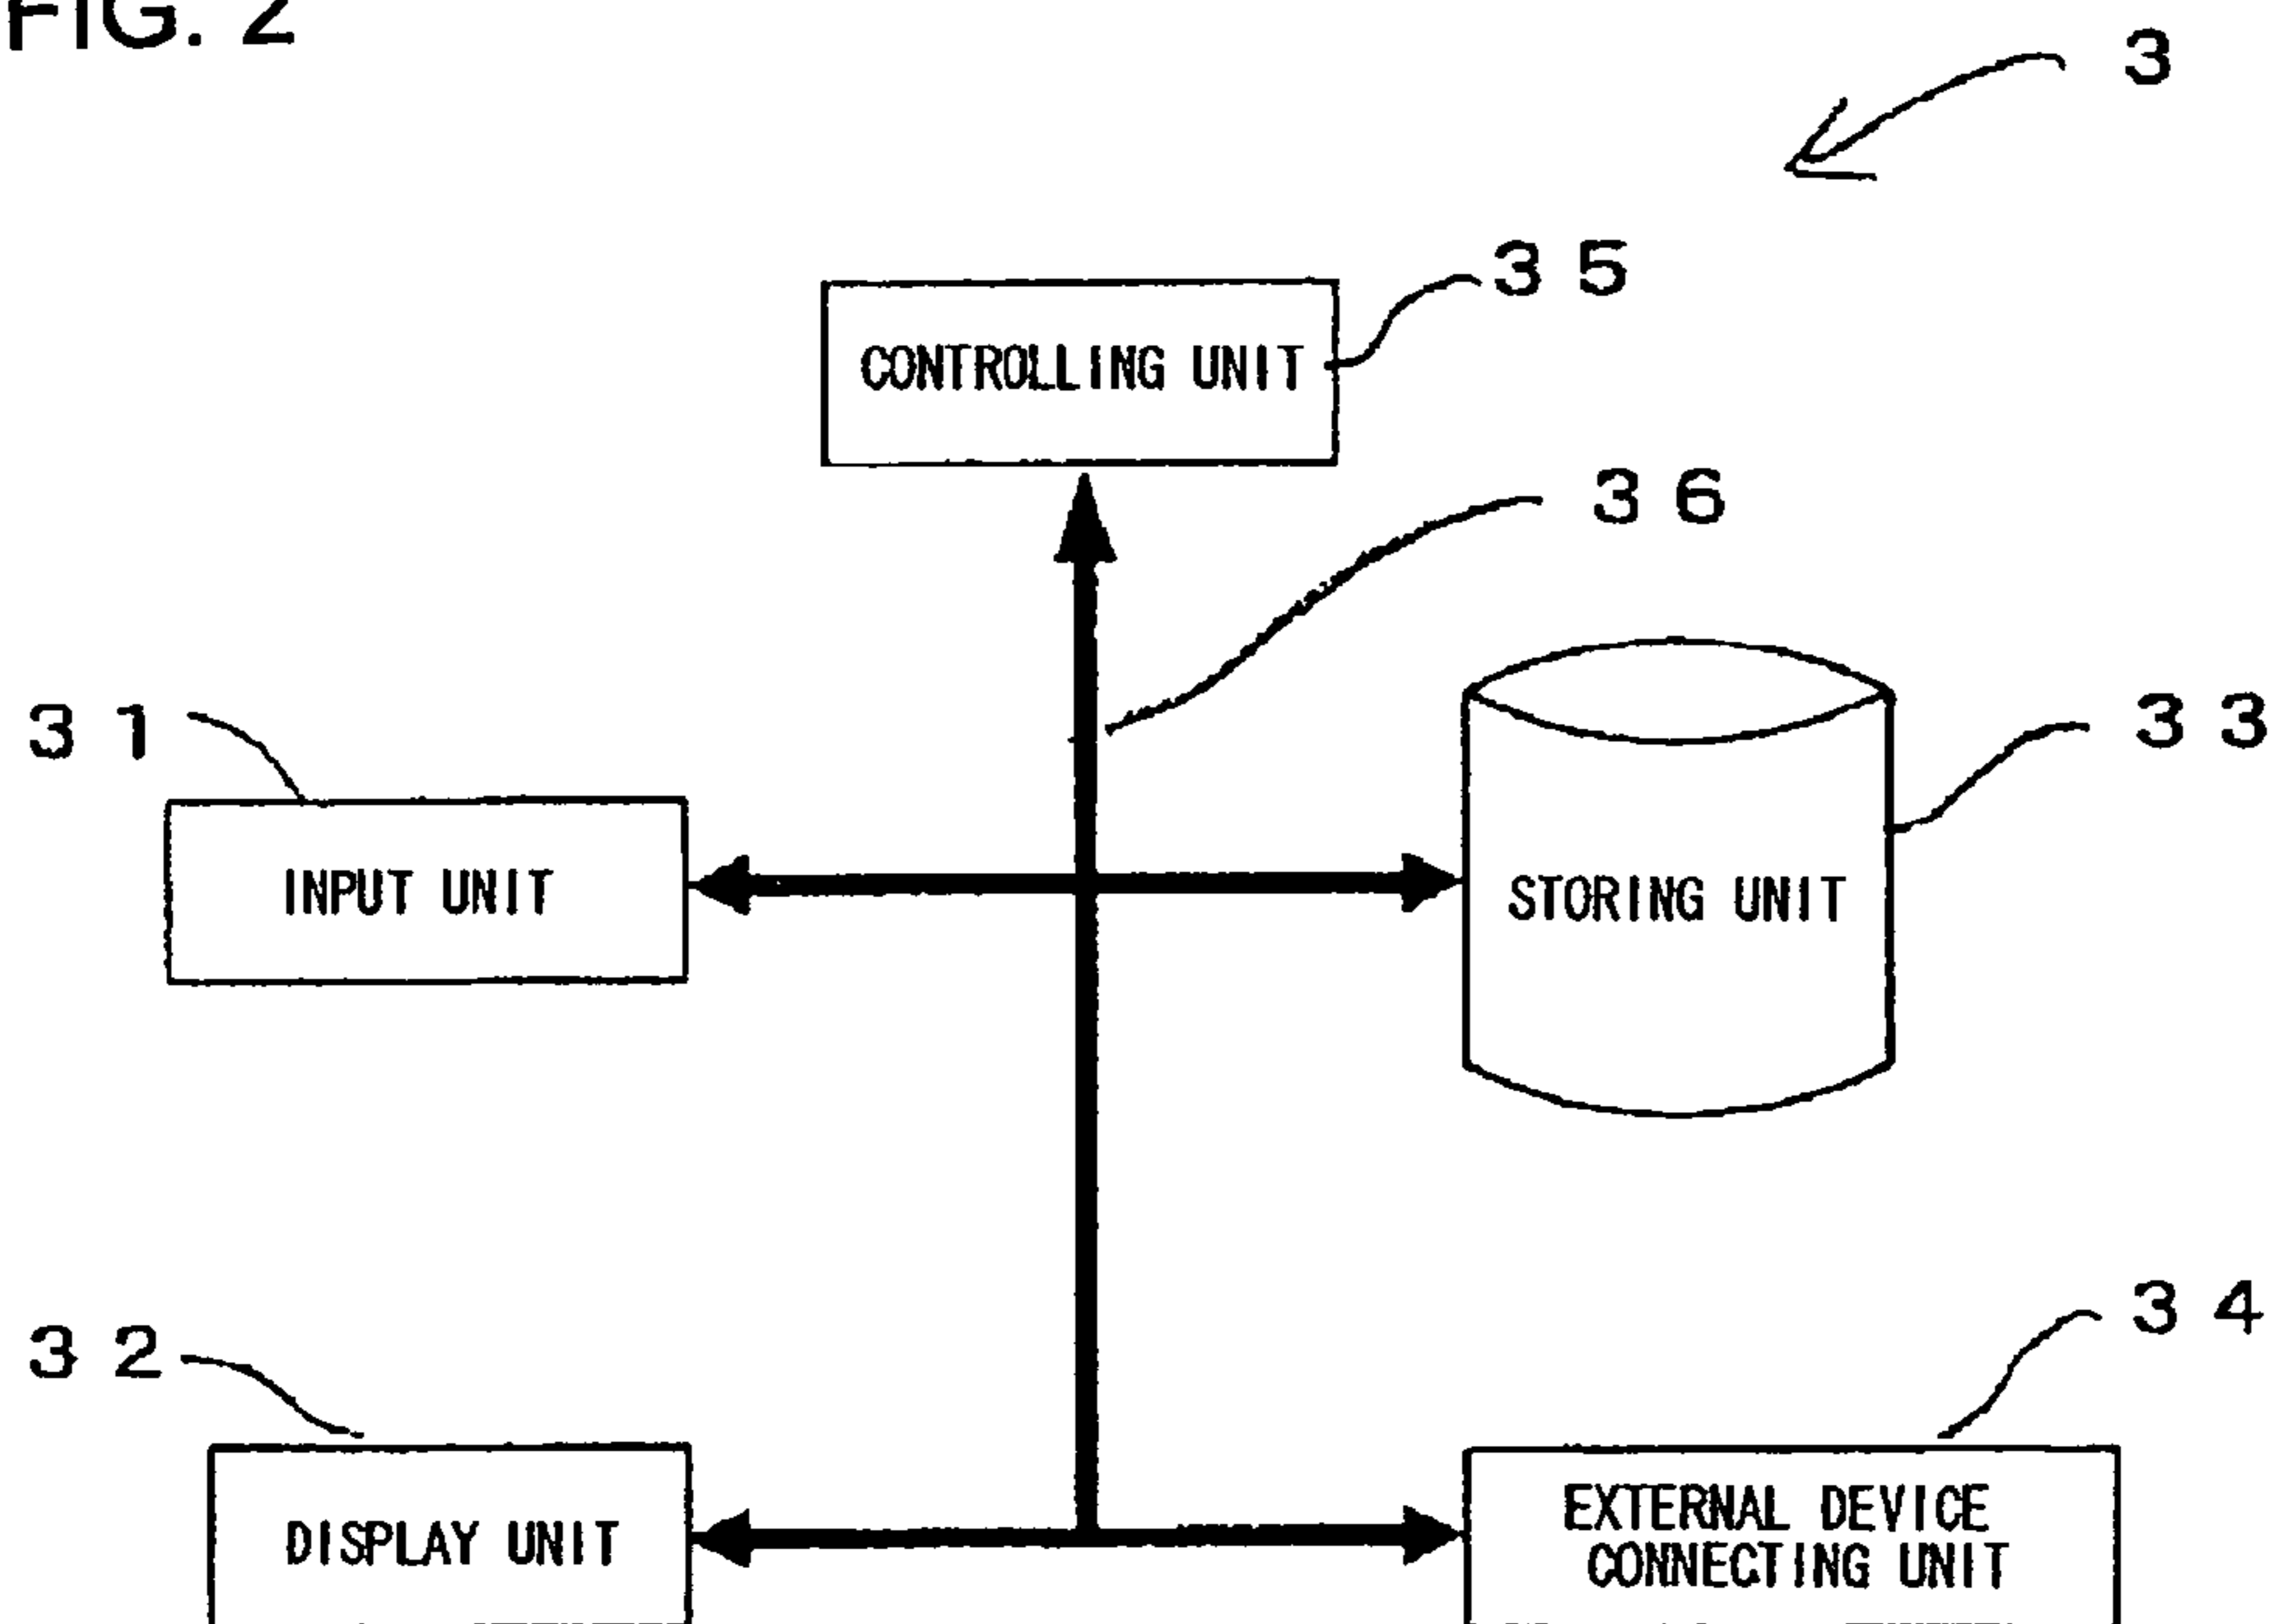 FIG. 2
3
35
CONTROLLING UNIT
36
31
33
INPUT UNIT
STORING UNIT
32
34
DISPLAY UNIT
EXTERNAL DEVICE
CONNECTING UNIT